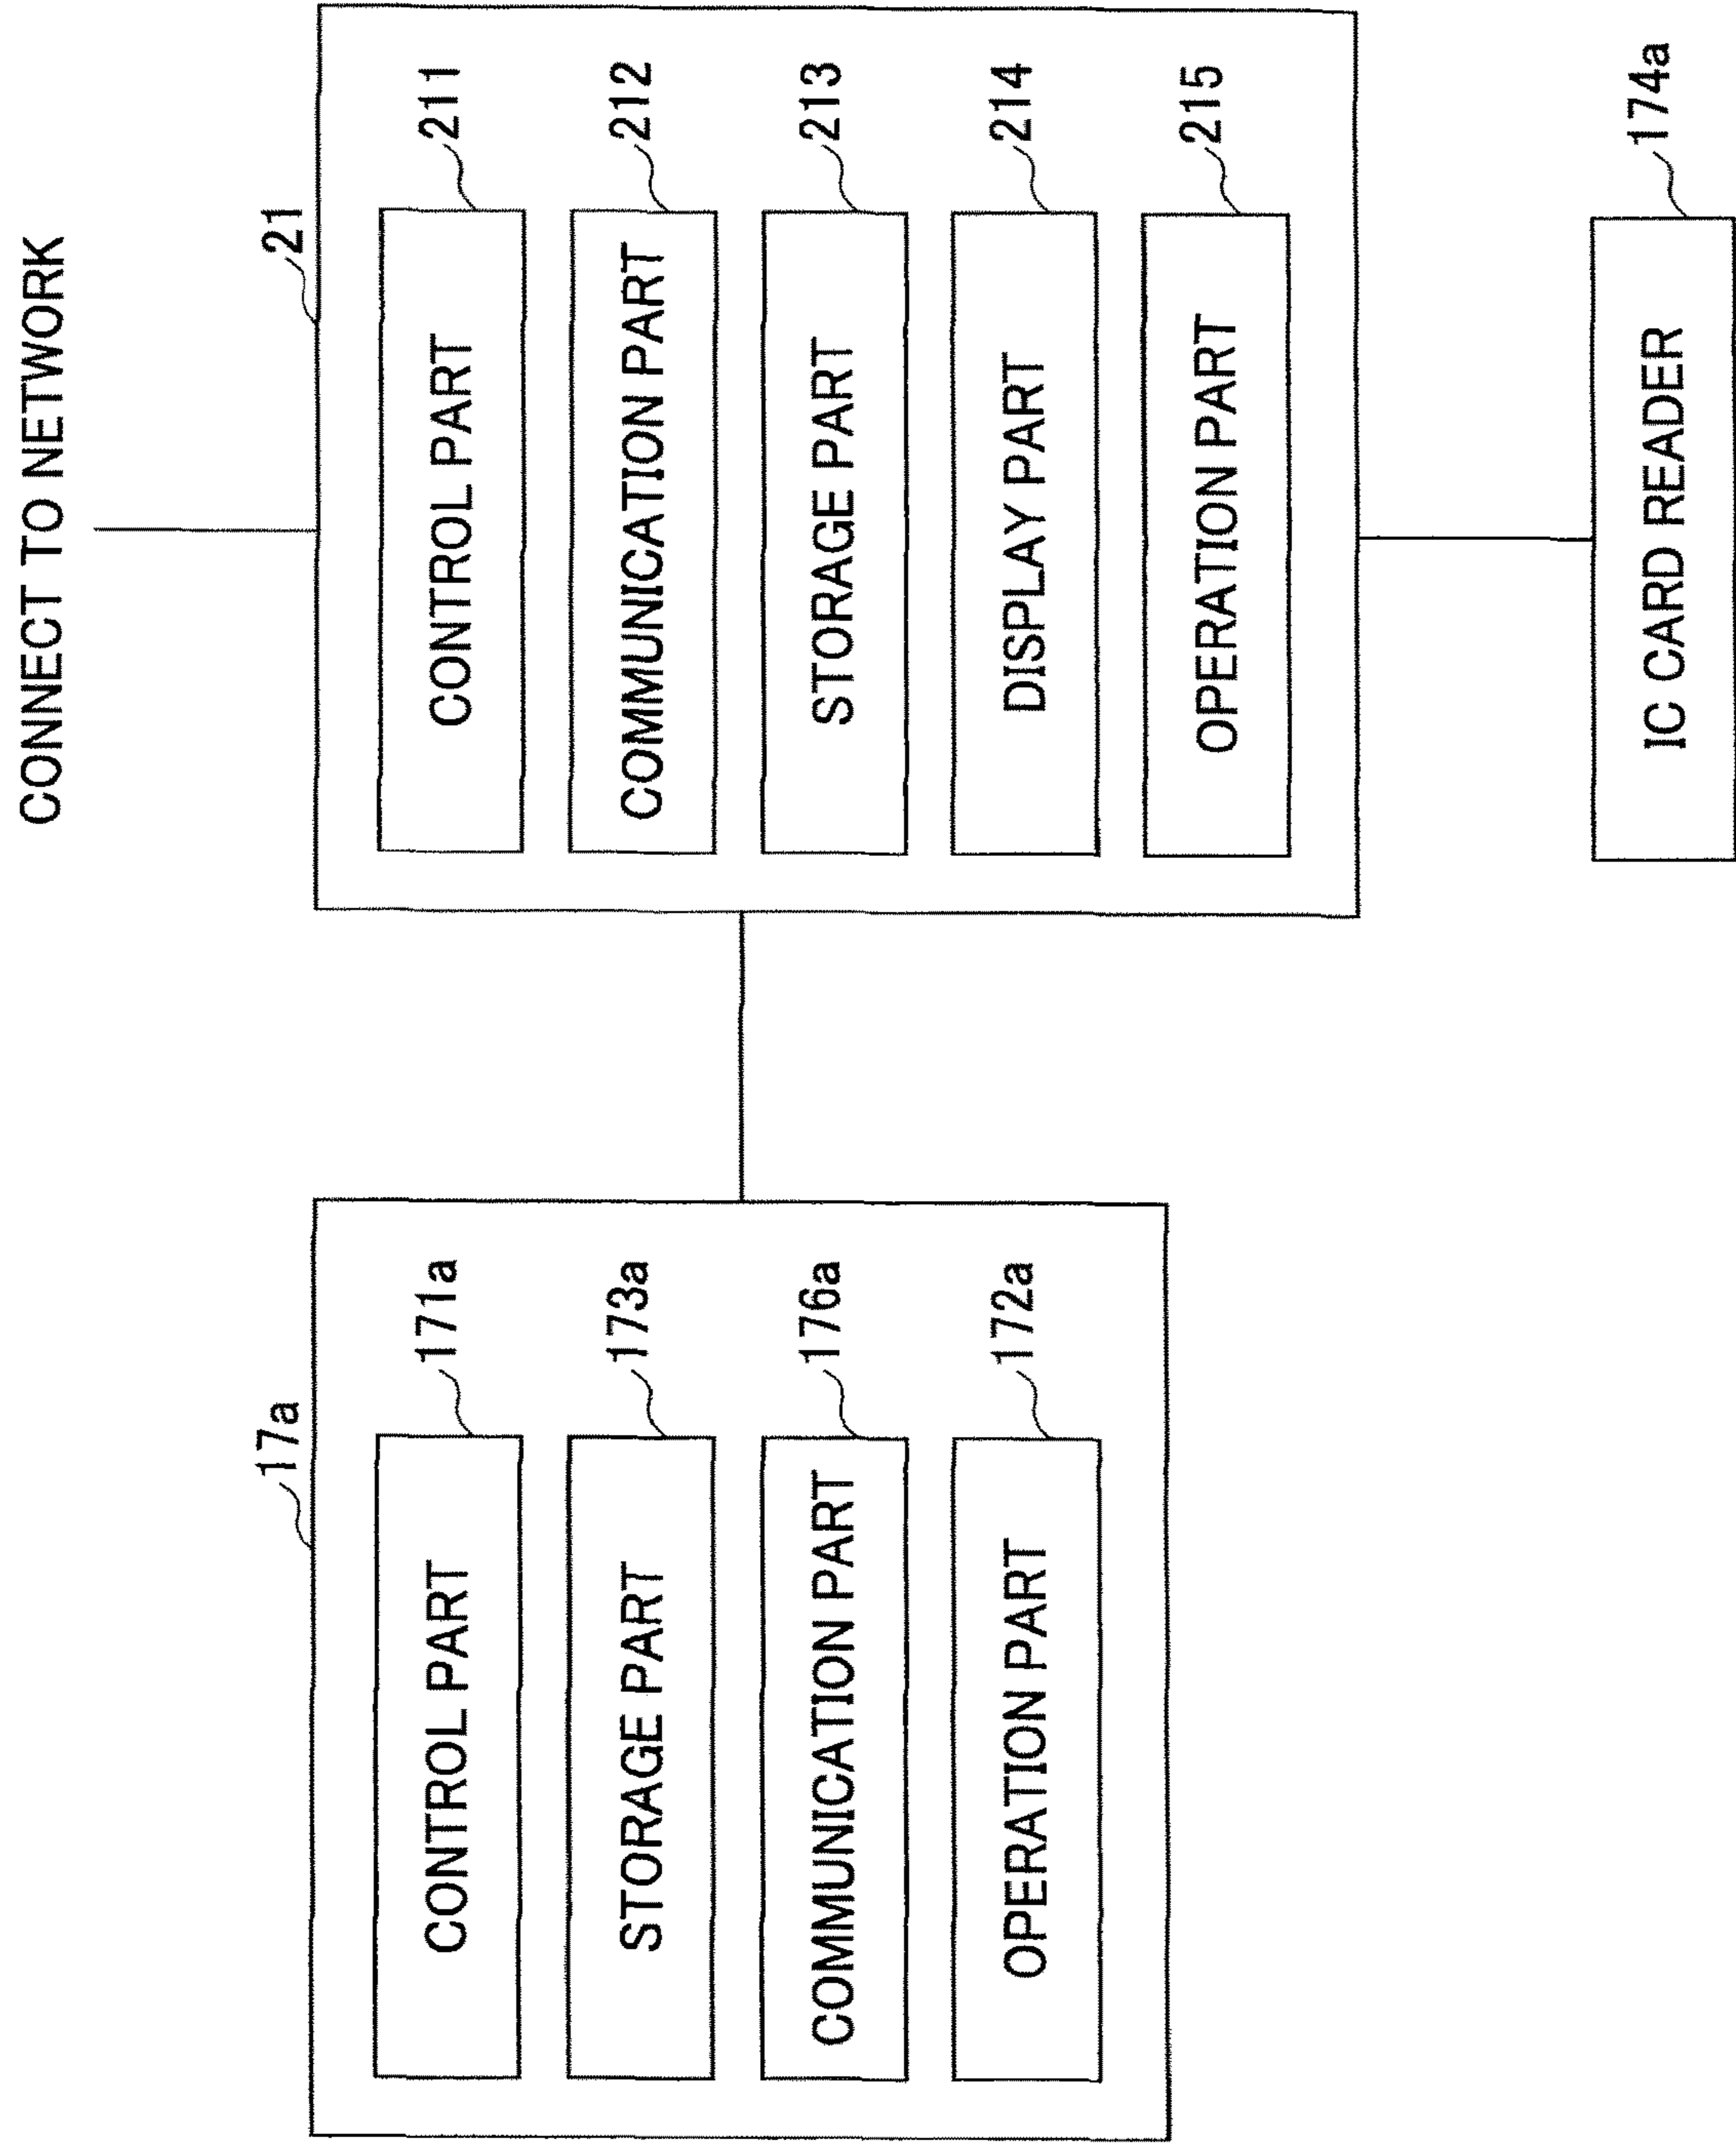 CONNECT TO NETWORK
17a
CONTROL PART
171a
STORAGE PART
173a
COMMUNICATION PART
176a
OPERATION PART
172a
21
CONTROL PART
211
COMMUNICATION PART
212
STORAGE PART
213
DISPLAY PART
214
OPERATION PART
215
IC CARD READER
174a